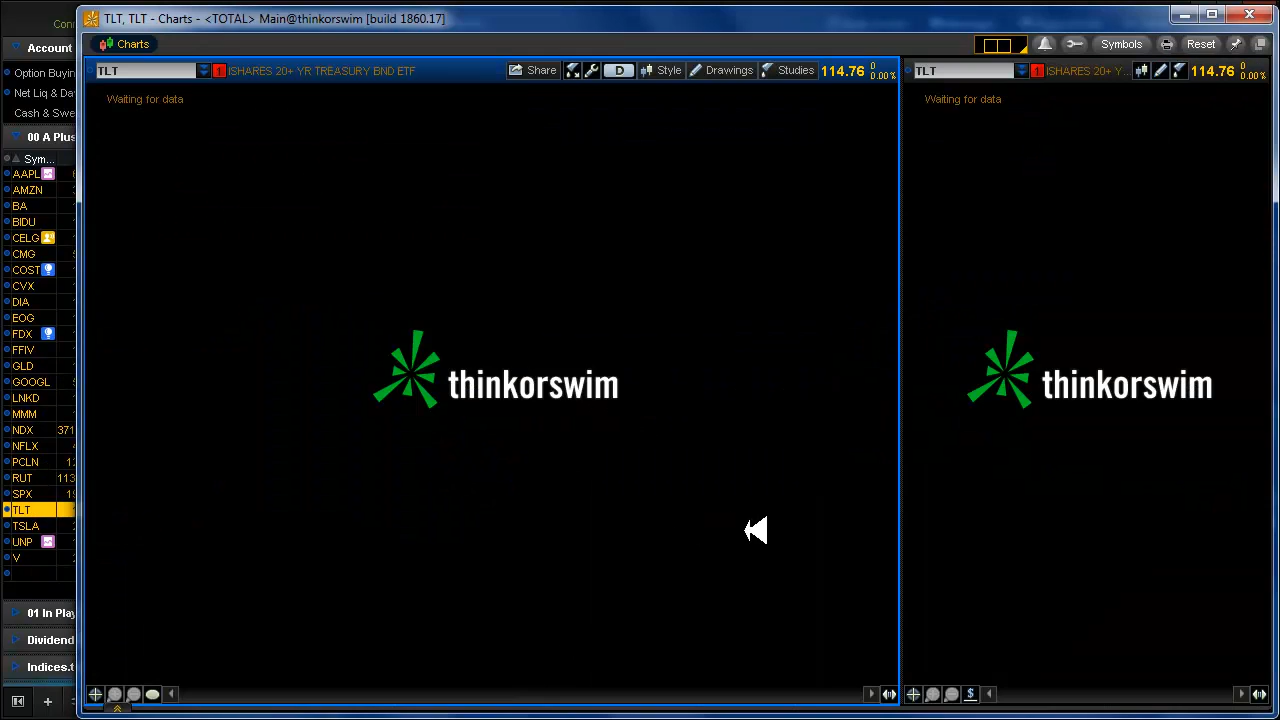 TLT, TLT - Charts - <TOTAL> Main@thinkorswim [build 1860.17]
Charts
Symbols
Reset
TLT
1
ISHARES 20+ YR TREASURY BND ETF
Share
D
Style
Drawings
Studies
114.76
0
0.00%
TLT
1
ISHARES 20+ Y...
114.76
0
0.00%
Waiting for data
Waiting for data
thinkorswim
thinkorswim
$
Account
Option Buyin
Net Liq & Da
Cash & Swe
00 A Plus
Sym...
AAPL
AMZN
BA
BIDU
CELG
CMG
COST
CVX
DIA
EOG
FDX
FFIV
GLD
GOOGL
LNKD
MMM
NDX 371
NFLX
PCLN
RUT 113
SPX
TLT
TSLA
UNP
V
01 In Play
Dividend
Indices.t